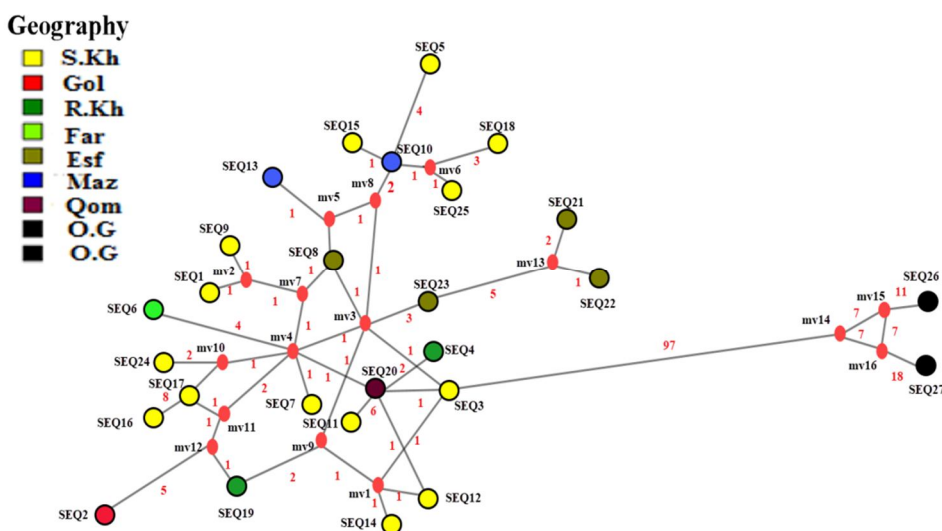 Geography
S.Kh
Gol
R.Kh
Far
Esf
Maz
Qom
O.G
O.G
SEQ5
4
SEQ15
SEQ18
SEQ10
3
1
1
mv6
1
SEQ13
mv8
2
SEQ25
mv5
1
1
SEQ21
SEQ9
2
SEQ8
mv13
1
mv2
1
1
SEQ1
mv7
1
SEQ22
SEQ26
1
1
1
SEQ23
5
mv15
11
SEQ6
mv3
3
7
mv14
4
1
mv4
1
7
7
SEQ4
1
mv10
1
97
mv16
SEQ24
2
1
1
1
2
SEQ27
18
SEQ17
2
1
SEQ20
8
SEQ7
6
1
SEQ3
1
SEQ11
SEQ16
1
mv11
mv12
mv9
1
1
1
2
1
5
mv1
1
SEQ12
1
SEQ2
SEQ19
SEQ14